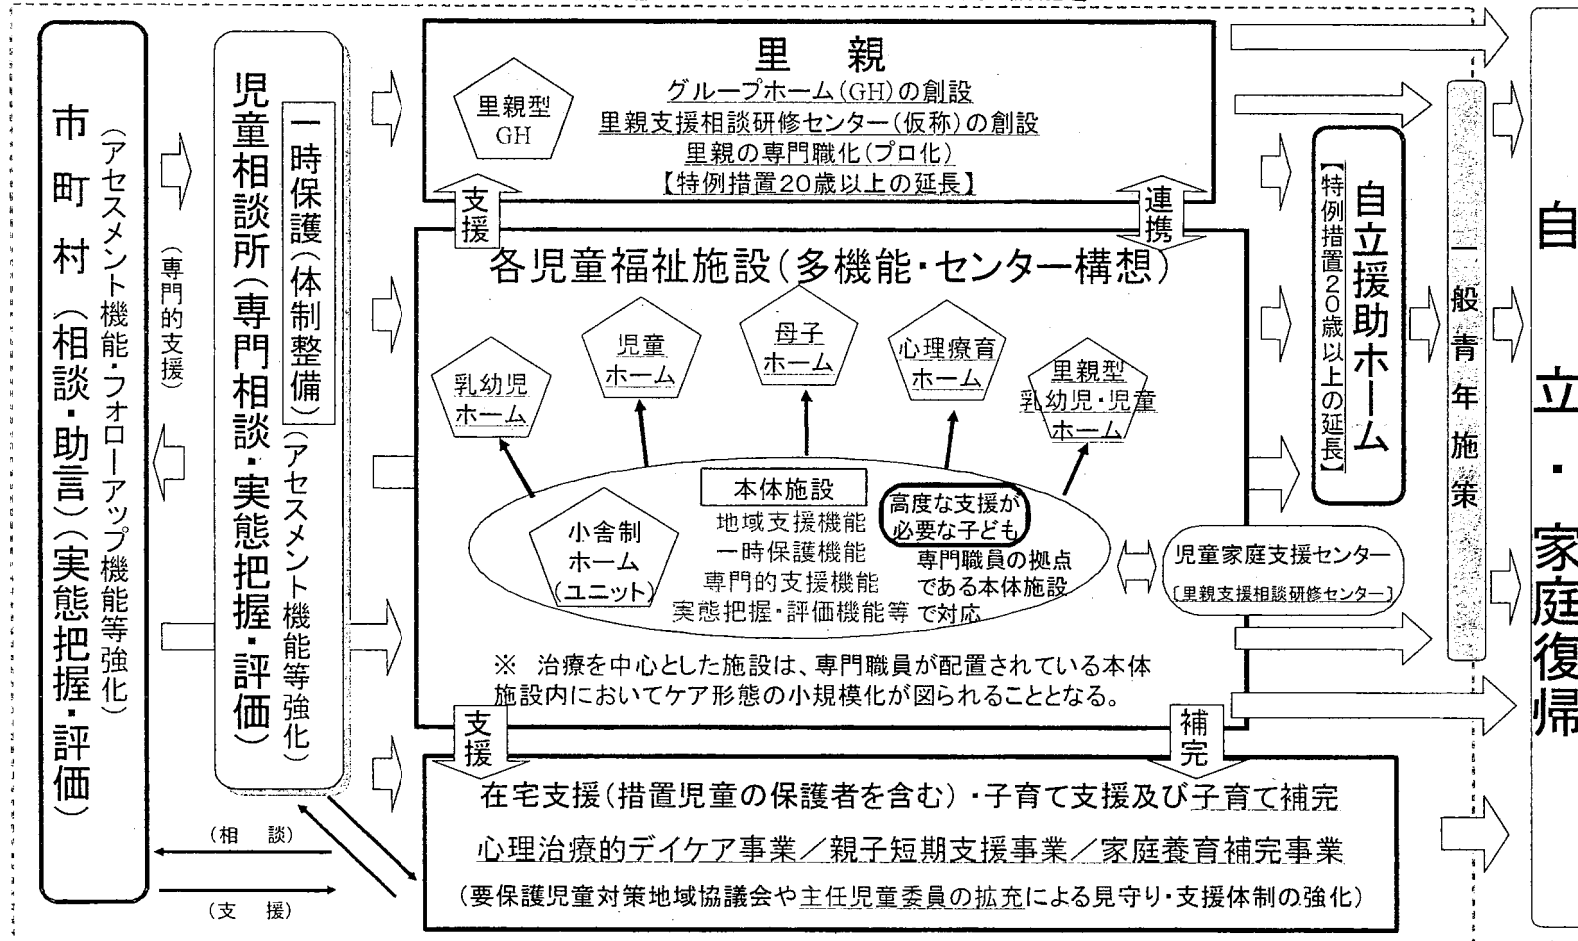 市町村（相談・助言）（実態把握・評価）
（アセスメント機能・フォローアップ機能等強化）
（専門的支援）
児童相談所（専門相談・実態把握・評価）
一時保護（体制整備）
（アセスメント機能等強化）
里親
里親型
GH
グループホーム（GH）の創設
里親支援相談研修センター（仮称）の創設
里親の専門職化（プロ化）
【特例措置20歳以上の延長】
支援
連携
各児童福祉施設（多機能・センター構想）
乳幼児
ホーム
児童
ホーム
母子
ホーム
心理療育
ホーム
里親型
乳幼児・児童
ホーム
小舎制
ホーム
（ユニット）
本体施設
地域支援機能
一時保護機能
専門的支援機能
実態把握・評価機能等
高度な支援が
必要な子ども
専門職員の拠点
である本体施設
で対応
※　治療を中心とした施設は、専門職員が配置されている本体
施設内においてケア形態の小規模化が図られることとなる。
児童家庭支援センター
［里親支援相談研修センター］
支援
補完
在宅支援（措置児童の保護者を含む）・子育て支援及び子育て補完
心理治療的デイケア事業／親子短期支援事業／家庭養育補完事業
（要保護児童対策地域協議会や主任児童委員の拡充による見守り・支援体制の強化）
（相　談）
（支　援）
自立援助ホーム
【特例措置20歳以上の延長】
一般青年施策
自立・家庭復帰